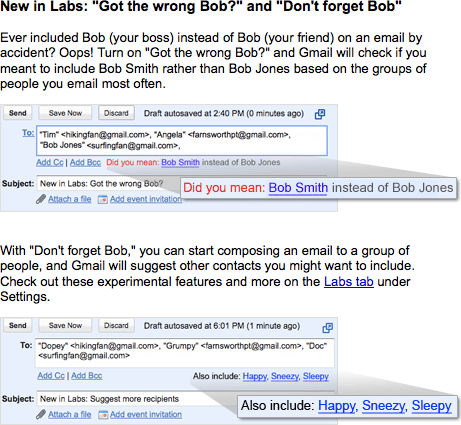 New in Labs: "Got the wrong Bob?" and "Don't forget Bob"
Ever included Bob (your boss) instead of Bob (your friend) on an email by
accident? Oops! Turn on "Got the wrong Bob?" and Gmail will check if you
meant to include Bob Smith rather than Bob Jones based on the groups of
people you email most often.
Send Save Now Discard Draft autosaved at 2:40 PM (0 minutes ago)
To: "Tim" <hikingfan@gmail.com>, "Angela" <farnsworthpt@gmail.com>,
"Bob Jones" <surfingfan@gmail.com>,
Add Cc | Add Bcc Did you mean: Bob Smith instead of Bob Jones
Subject: New in Labs: Got the wrong Bob?
Did you mean: Bob Smith instead of Bob Jones
Attach a file Add event invitation
With "Don't forget Bob," you can start composing an email to a group of
people, and Gmail will suggest other contacts you might want to include.
Check out these experimental features and more on the Labs tab under
Settings.
Send Save Now Discard Draft autosaved at 6:01 PM (1 minute ago)
To: "Dopey" <hikingfan@gmail.com>, "Grumpy" <farnsworthpt@gmail.com>, "Doc"
<surfingfan@gmail.com>
Add Cc | Add Bcc Also include: Happy, Sneezy, Sleepy
Subject: New in Labs: Suggest more recipients
Also include: Happy, Sneezy, Sleepy
Attach a file Add event invitation